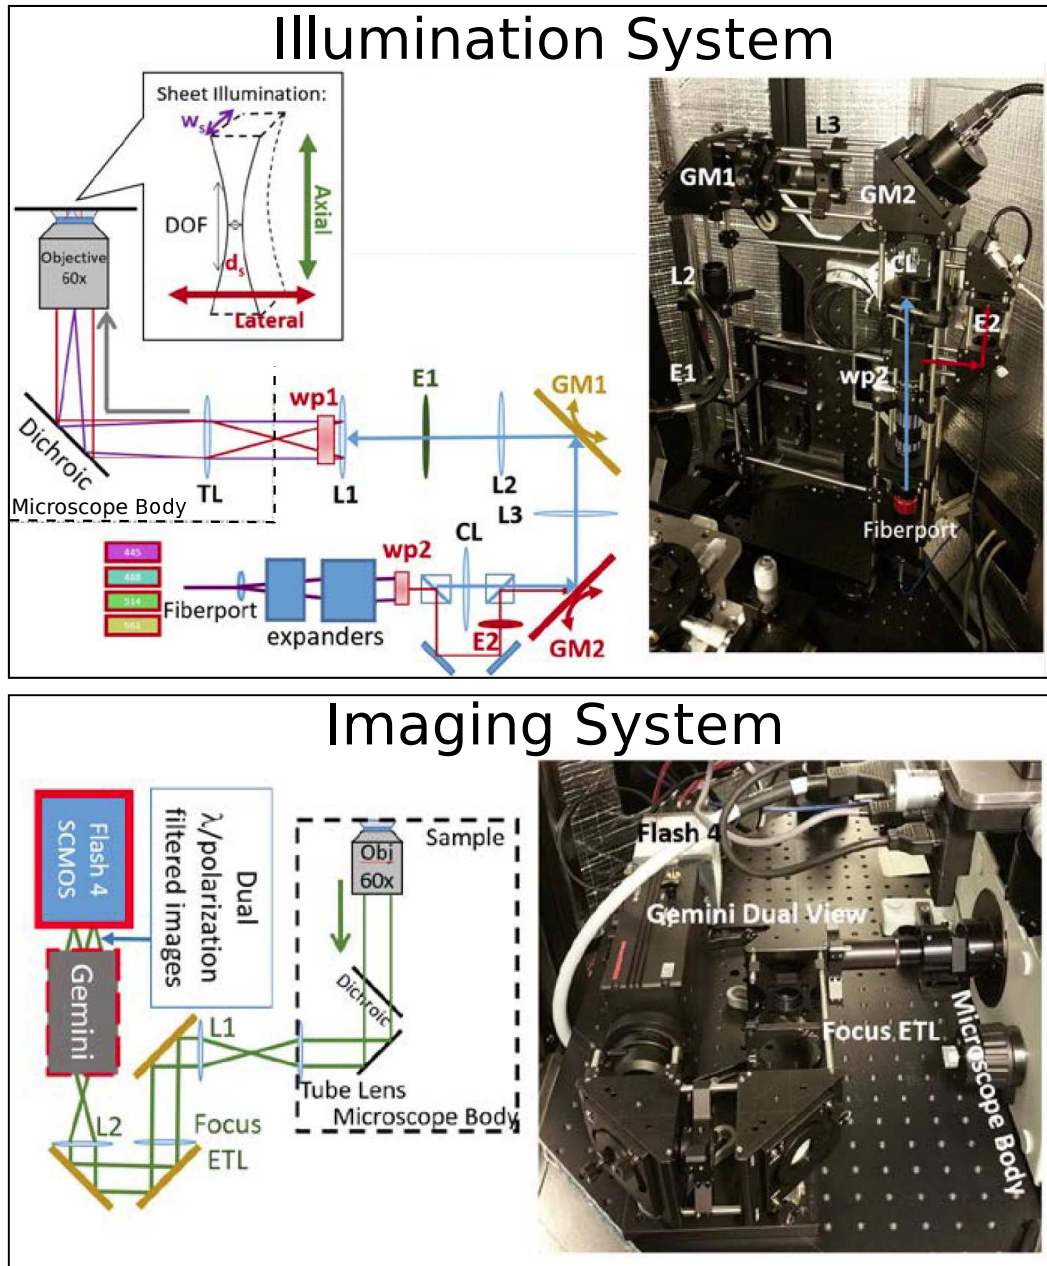 Illumination System
Sheet Illumination:
ws
DOF
ds
Axial
Lateral
Objective
60x
Dichroic
Microscope Body
TL
wp1
L1
E1
L2
GM1
L3
CL
wp2
445
488
514
561
Fiberport
expanders
E2
GM2
L3
GM1
GM2
L2
CL
E2
E1
wp2
Fiberport
Imaging System
Flash 4
SCMOS
Dual
λ/polarization
filtered images
Gemini
Sample
Obj
60x
Dichroic
L1
Tube Lens
Microscope Body
L2
Focus
ETL
Flash 4
Gemini Dual View
Focus ETL
Microscope Body